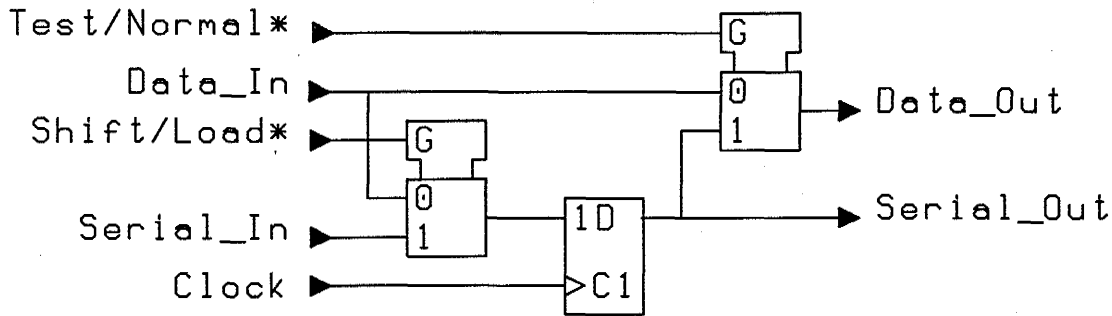 Test/Normal*
G
Data_In
0
Data_Out
Shift/Load*
G
1
0
1D
Serial_Out
Serial_In
1
Clock
C1